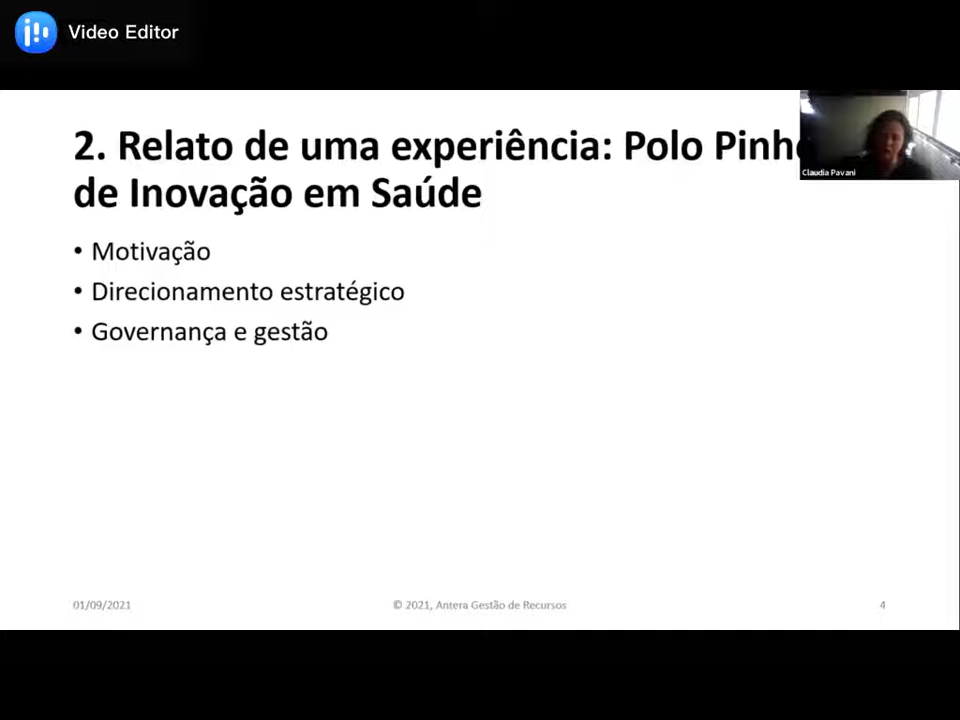 Video Editor
2. Relato de uma experiência: Polo
de Inovação em Saúde
Claudia Pavani
• Motivação
• Direcionamento estratégico
• Governança e gestão
01/09/2021
© 2021, Antera Gestão de Recursos
4